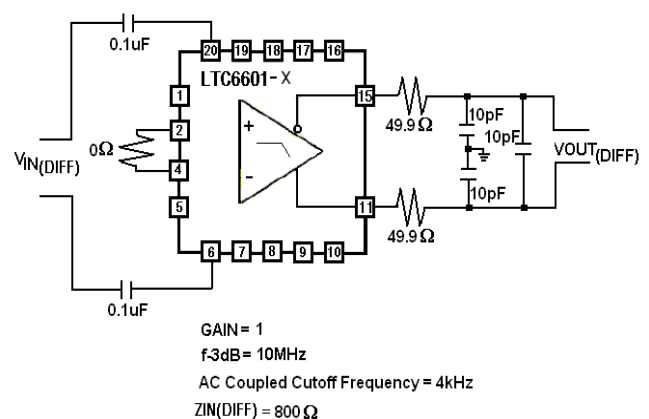 0.1uF
20 19 18 17 16
LTC6601-X
1
2
4
5
15
11
6 7 8 9 10
+
-
0Ω
VIN(DIFF)
49.9Ω
10pF
10pF
10pF
VOUT(DIFF)
49.9Ω
0.1uF
GAIN = 1
f-3dB = 10MHz
AC Coupled Cutoff Frequency = 4kHz
ZIN(DIFF) = 800Ω